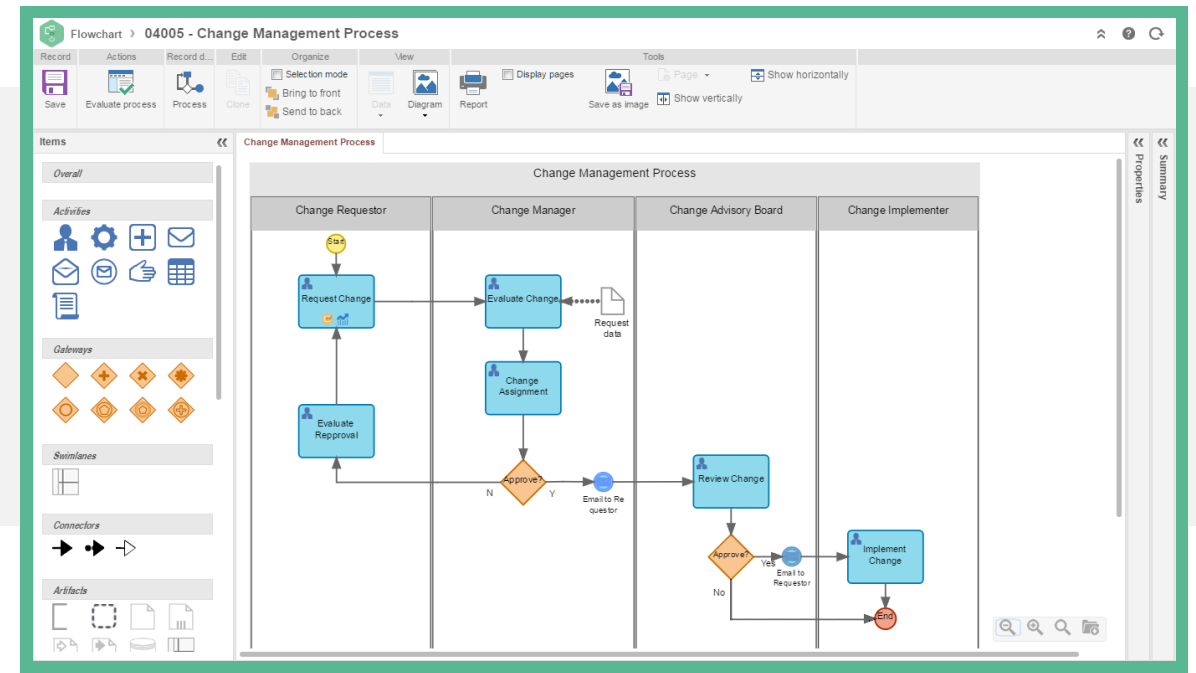 Flowchart > 04005 - Change Management Process
Record
Actions
Record d...
Edit
Organize
View
Tools
Save
Evaluate process
Process
Clone
Selection mode
Bring to front
Send to back
Data
Diagram
Report
Display pages
Save as image
Page
Show vertically
Show horizontally
Items
Change Management Process
Properties
Summary
Overall
Activities
Gateways
Swimlanes
Connectors
Artifacts
Change Management Process
Change Requestor
Change Manager
Change Advisory Board
Change Implementer
Start
Request Change
Evaluate Change
Request
data
Change
Assignment
Evaluate
Repproval
Approve?
N
Y
Email to Re
questor
Review Change
Approve?
Yes
No
Email to
Requestor
Implement
Change
End